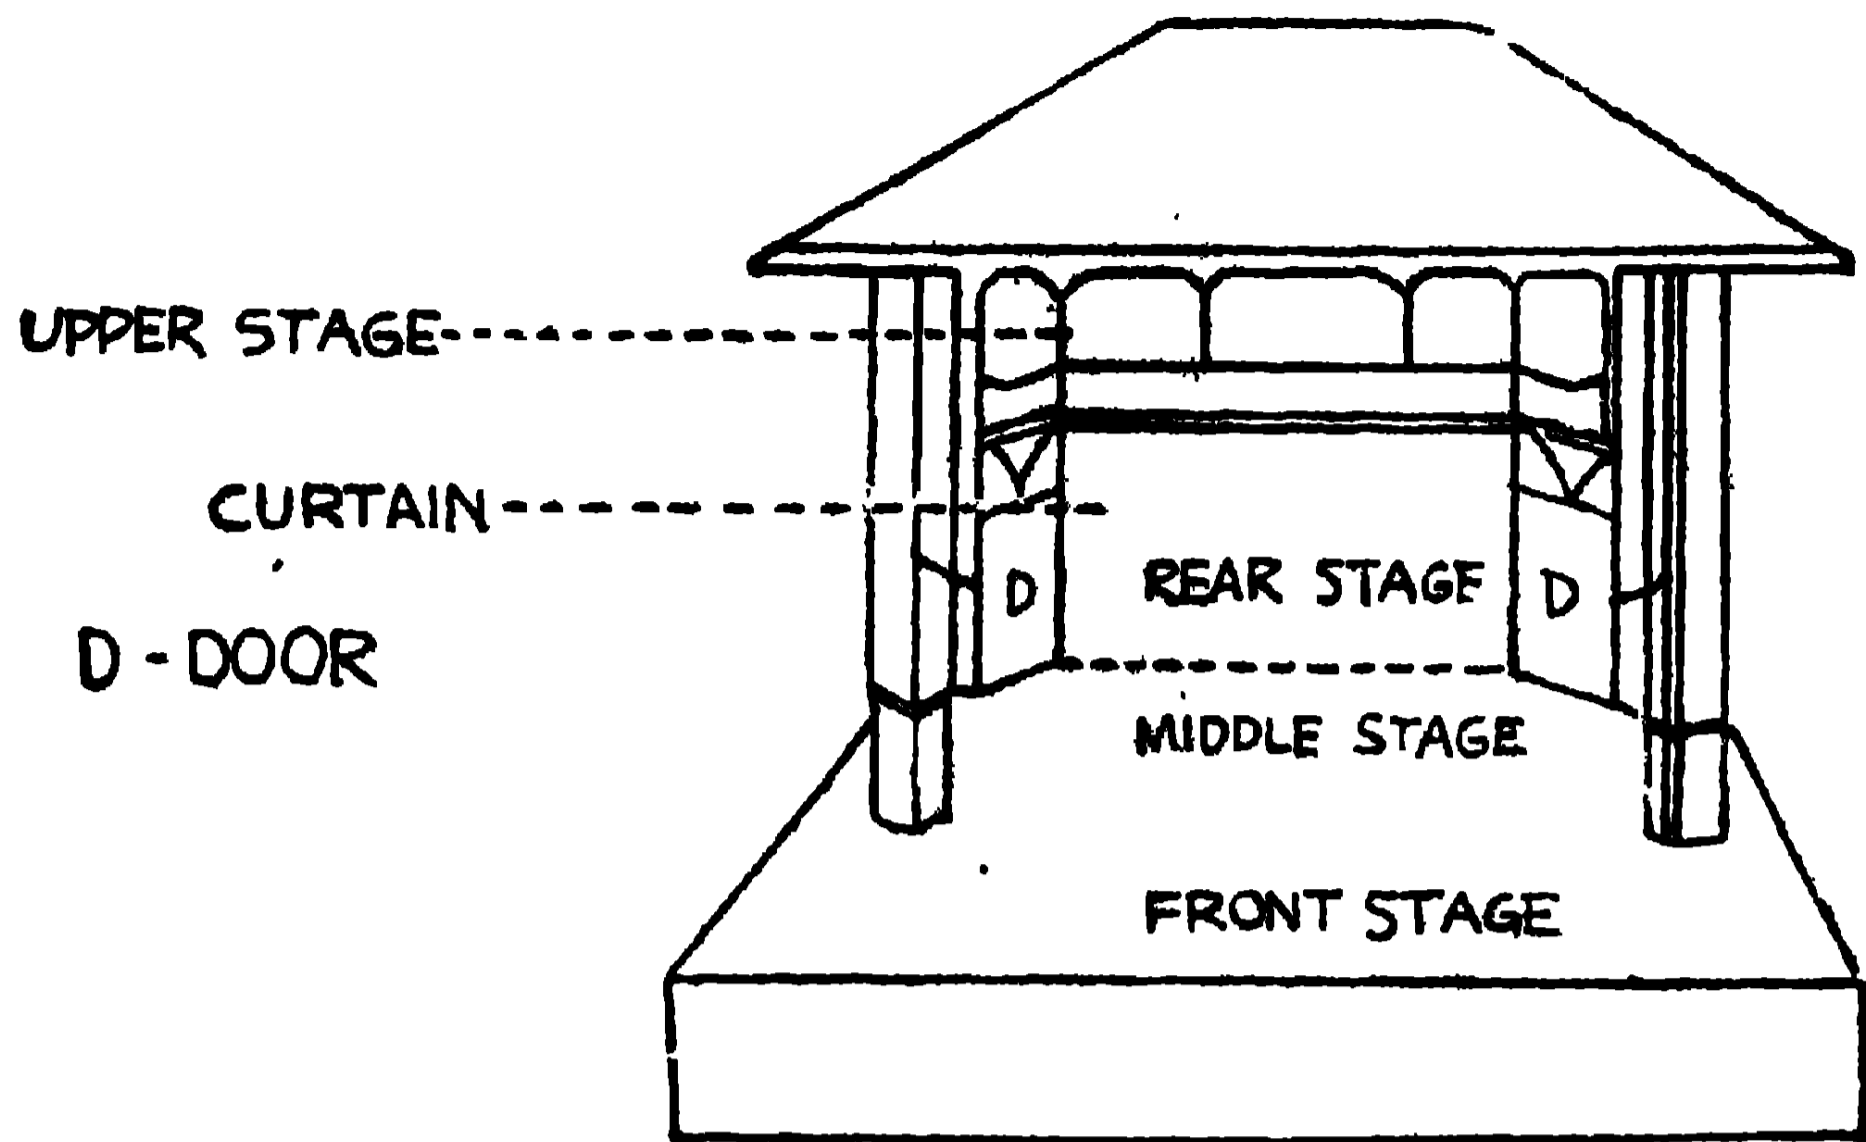 UPPER STAGE
CURTAIN
D - DOOR
D
REAR STAGE
D
MIDDLE STAGE
FRONT STAGE